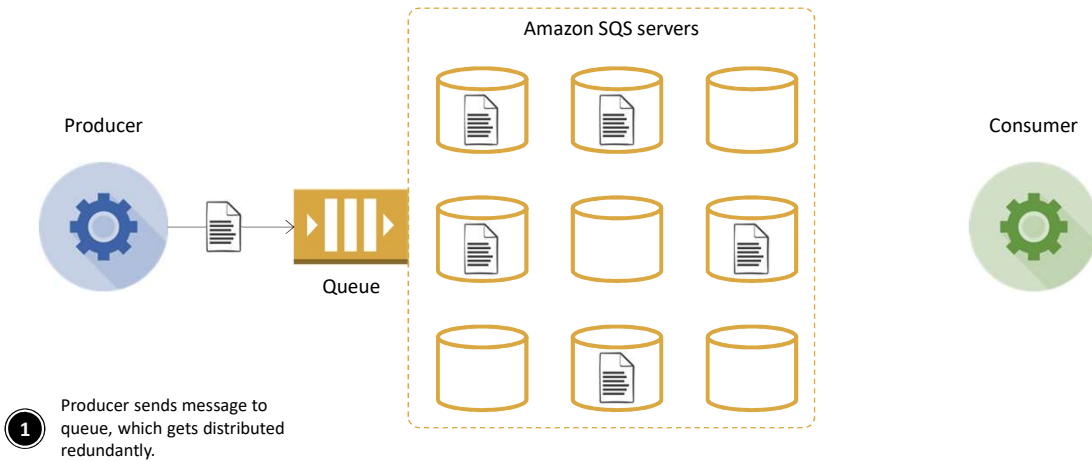 Amazon SQS servers
Producer
Consumer
Queue
1
Producer sends message to
queue, which gets distributed
redundantly.